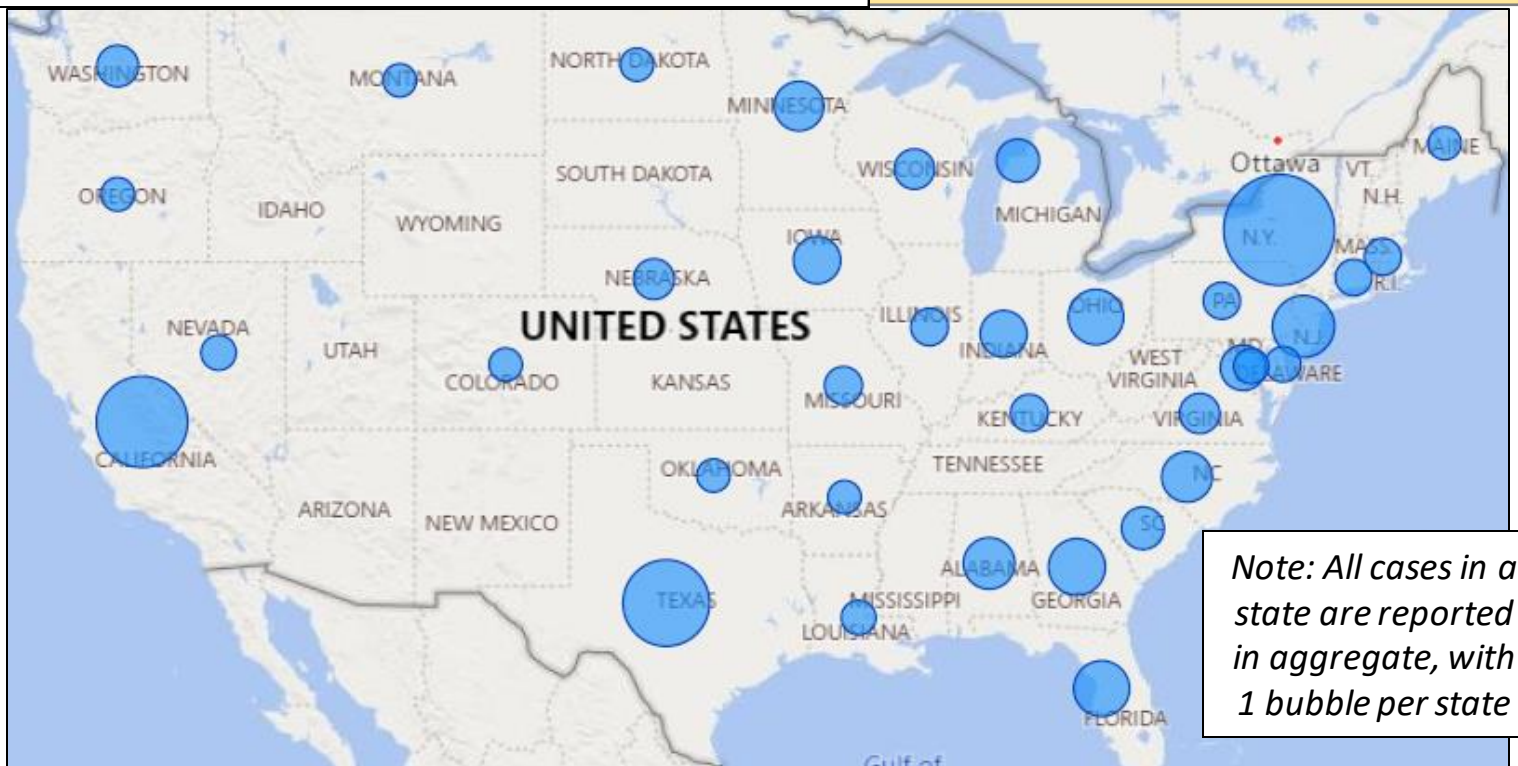 WASHINGTON
MONTANA
NORTH DAKOTA
MINNESOTA
WISCONSIN
MICHIGAN
Ottawa
VT.
MAINE
N.H.
OREGON
IDAHO
WYOMING
SOUTH DAKOTA
IOWA
N.Y.
MASS.
R.I.
NEBRASKA
UNITED STATES
NEVADA
UTAH
COLORADO
KANSAS
ILLINOIS
INDIANA
OHIO
PA
N.J.
MD
DELAWARE
WEST
VIRGINIA
MISSOURI
KENTUCKY
VIRGINIA
CALIFORNIA
ARIZONA
NEW MEXICO
OKLAHOMA
ARKANSAS
TENNESSEE
NC
SC
TEXAS
LOUISIANA
MISSISSIPPI
ALABAMA
GEORGIA
FLORIDA
Gulf of
Note: All cases in a
state are reported
in aggregate, with
1 bubble per state